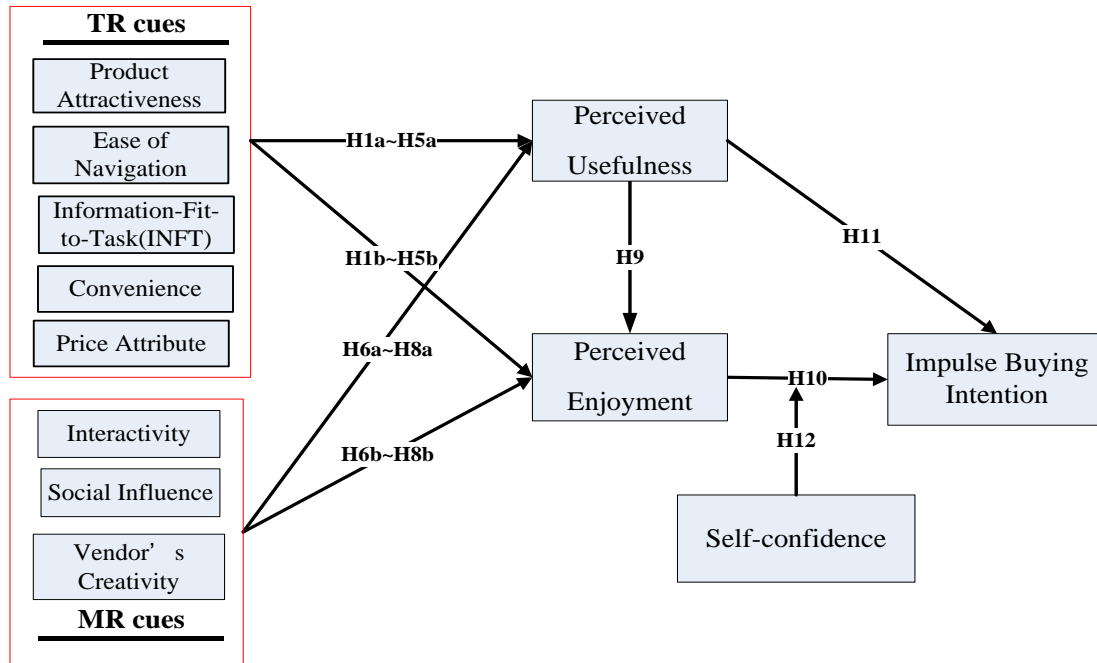 TR cues
Product
Attractiveness
Ease of
Navigation
Information-Fit-
to-Task(INFT)
Convenience
Price Attribute
Interactivity
Social Influence
Vendor' s
Creativity
MR cues
H1a~H5a
H1b~H5b
H6a~H8a
H6b~H8b
Perceived
Usefulness
H9
Perceived
Enjoyment
H11
H10
H12
Impulse Buying
Intention
Self-confidence